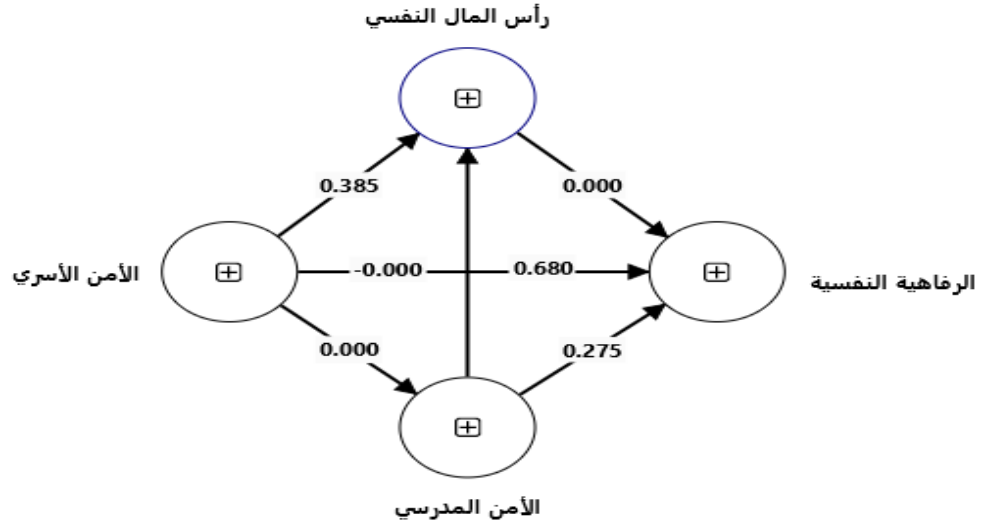 رأس المال النفسي
0.385
0.000
الأمن الأسري
-0.000
0.680
الرفاهية النفسية
0.000
0.275
الأمن المدرسي